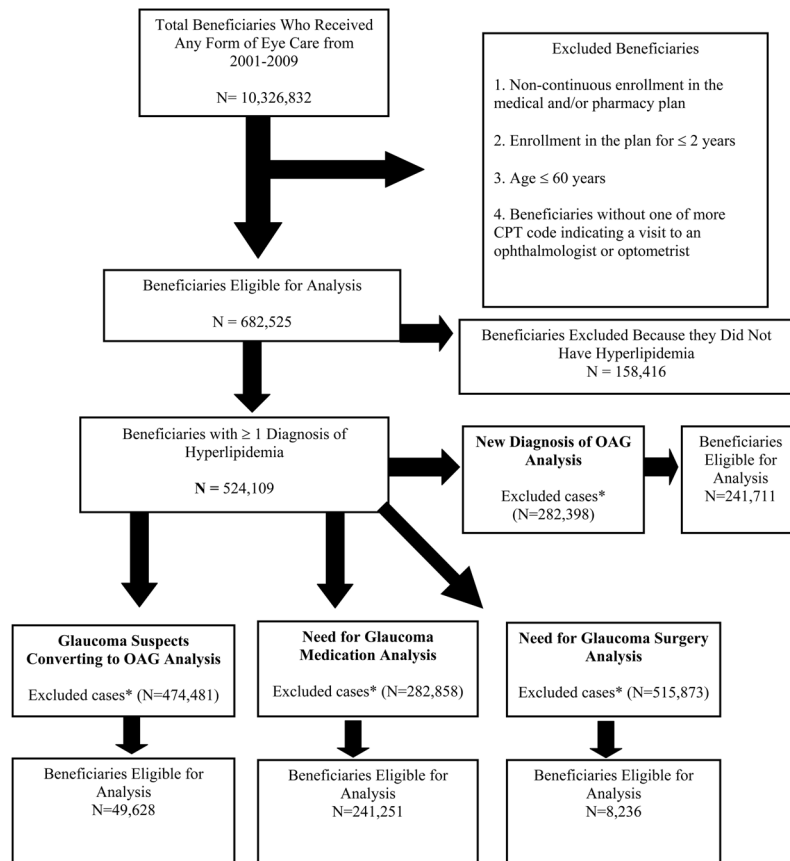 Total Beneficiaries Who Received
Any Form of Eye Care from
2001-2009
N= 10,326,832
Excluded Beneficiaries
1. Non-continuous enrollment in the
medical and/or pharmacy plan
2. Enrollment in the plan for ≤ 2 years
3. Age ≤ 60 years
4. Beneficiaries without one of more
CPT code indicating a visit to an
ophthalmologist or optometrist
Beneficiaries Eligible for Analysis
N = 682,525
Beneficiaries Excluded Because they Did Not
Have Hyperlipidemia
N = 158,416
Beneficiaries with ≥ 1 Diagnosis of
Hyperlipidemia
N = 524,109
New Diagnosis of OAG
Analysis
Excluded cases*
(N=282,398)
Beneficiaries
Eligible for
Analysis
N=241,711
Glaucoma Suspects
Converting to OAG Analysis
Excluded cases* (N=474,481)
Need for Glaucoma
Medication Analysis
Excluded cases* (N=282,858)
Need for Glaucoma Surgery
Analysis
Excluded cases* (N=515,873)
Beneficiaries Eligible for
Analysis
N=49,628
Beneficiaries Eligible for
Analysis
N=241,251
Beneficiaries Eligible for
Analysis
N=8,236